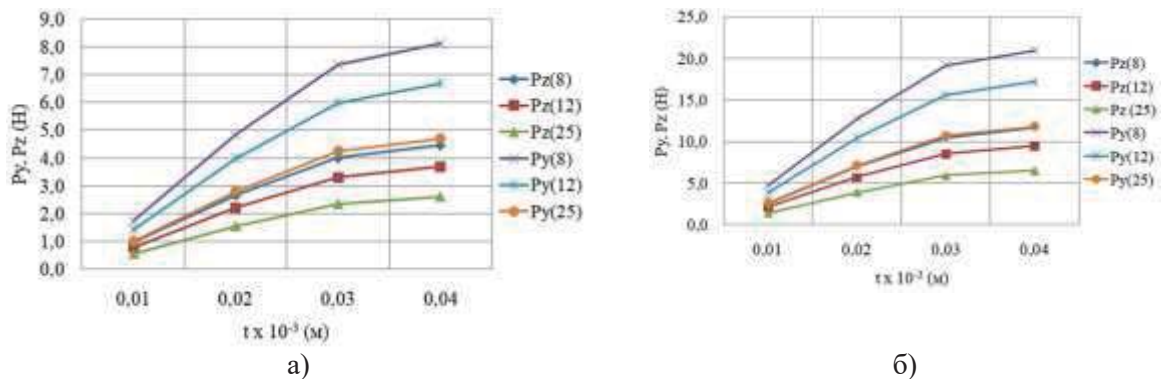 9,0
8,0
7,0
6,0
5,0
4,0
3,0
2,0
1,0
0,0
Py, Pz (Н)
0,01 0,02 0,03 0,04
t x 10⁻³ (м)
Pz(8)
Pz(12)
Pz(25)
Py(8)
Py(12)
Py(25)
а)
25,0
20,0
15,0
10,0
5,0
0,0
Py, Pz (Н)
0.01 0.02 0.03 0.04
t x 10⁻³ (м)
Pz(8)
Pz(12)
Pz (25)
Py(8)
Py(12)
Py(25)
б)